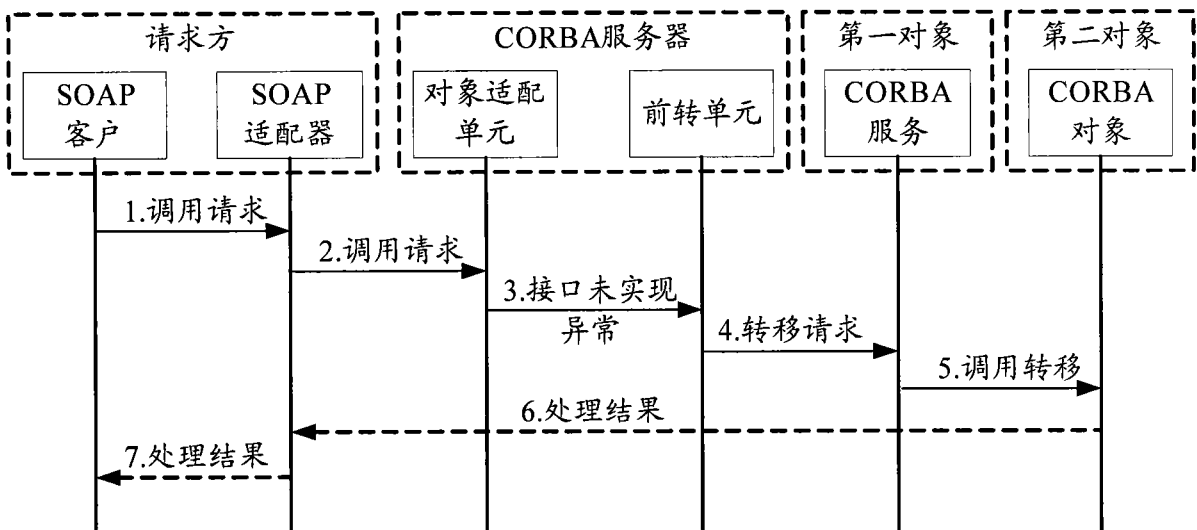 请求方
CORBA服务器
第一对象
第二对象
SOAP
客户
SOAP
适配器
对象适配
单元
前转单元
CORBA
服务
CORBA
对象
1.调用请求
2.调用请求
3.接口未实现
异常
4.转移请求
5.调用转移
6.处理结果
7.处理结果